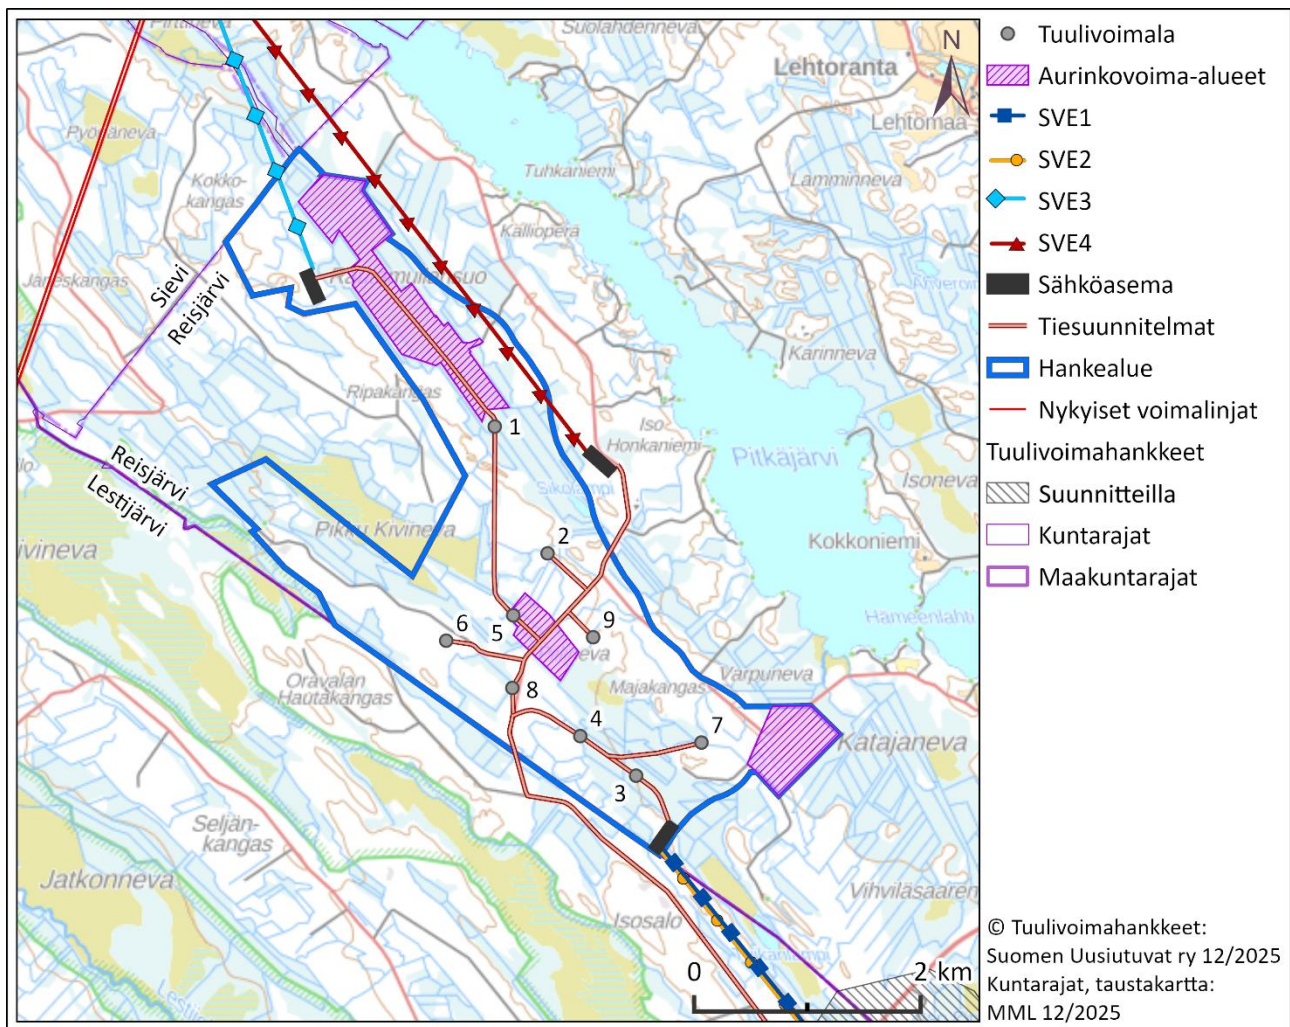 Pirttineva
Suolahdenneva
Lehtoranta
N
Lehtomaa
Kokko-
kangas
Tuhkaniemi
Lamminneva
Kalliopera
Sievi
Reisjärvi
Karinneva
Ripakangas
1
Iso
Honkaniemi
Pitkäjärvi
Isoneva
Sikolampi
Reisjärvi
Lestijärvi
Pikku Kivineva
2
Kokkoniemi
Hämeenlahti
6
5
9
Oravalan
Hautakangas
Majakangas
Varpuneva
8
4
7
Katajaneva
3
Seljän-
kangas
Jatkonneva
Isosalo
Vihviläsaaren
0
2 km
Tuulivoimala
Aurinkovoima-alueet
SVE1
SVE2
SVE3
SVE4
Sähköasema
Tiesuunnitelmat
Hankealue
Nykyiset voimalinjat
Tuulivoimahankkeet
Suunnitteilla
Kuntarajat
Maakuntarajat
© Tuulivoimahankkeet:
Suomen Uusiutuvat ry 12/2025
Kuntarajat, taustakartta:
MML 12/2025